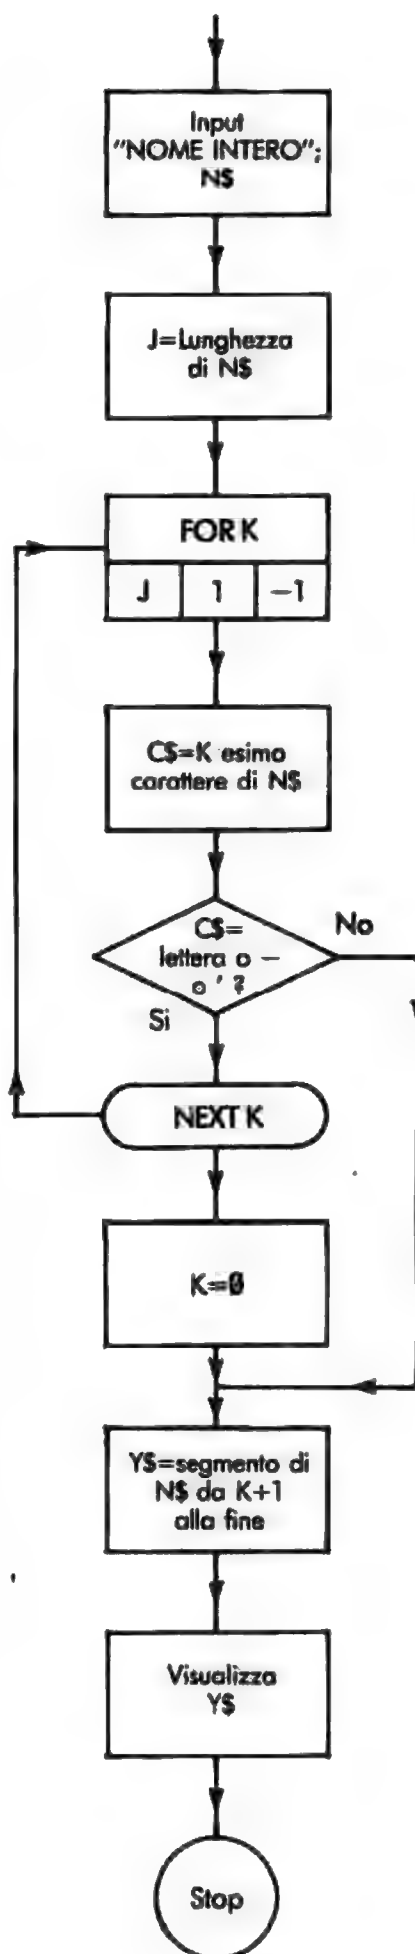 Input
"NOME INTERO";
N$
J=Lunghezza
di N$
FOR K
J 1 −1
C$=K esimo
carattere di N$
C$=
lettera o −
o ' ?
No
Si
NEXT K
K=0
Y$=segmento di
N$ da K+1
alla fine
Visualizza
Y$
Stop